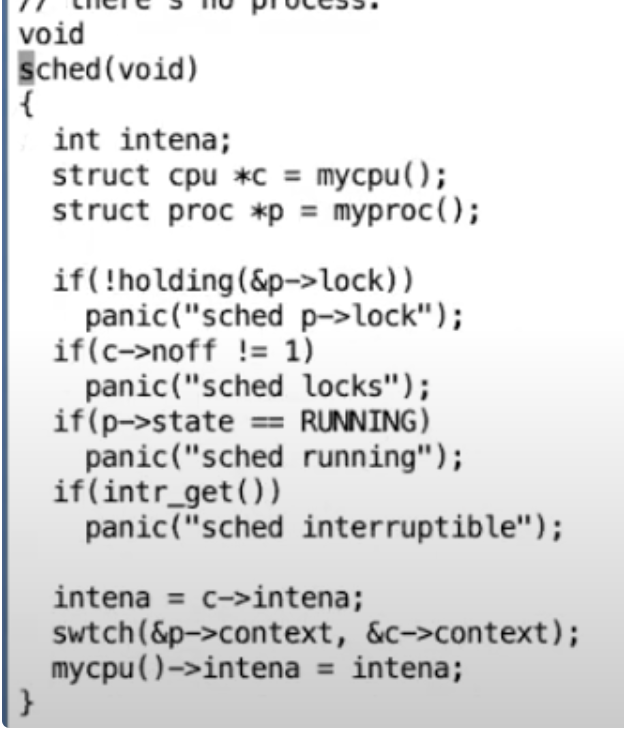 // there's no process.
void
sched(void)
{
int intena;
struct cpu *c = mycpu();
struct proc *p = myproc();
if(!holding(&p->lock))
panic("sched p->lock");
if(c->noff != 1)
panic("sched locks");
if(p->state == RUNNING)
panic("sched running");
if(intr_get())
panic("sched interruptible");
intena = c->intena;
swtch(&p->context, &c->context);
mycpu()->intena = intena;
}